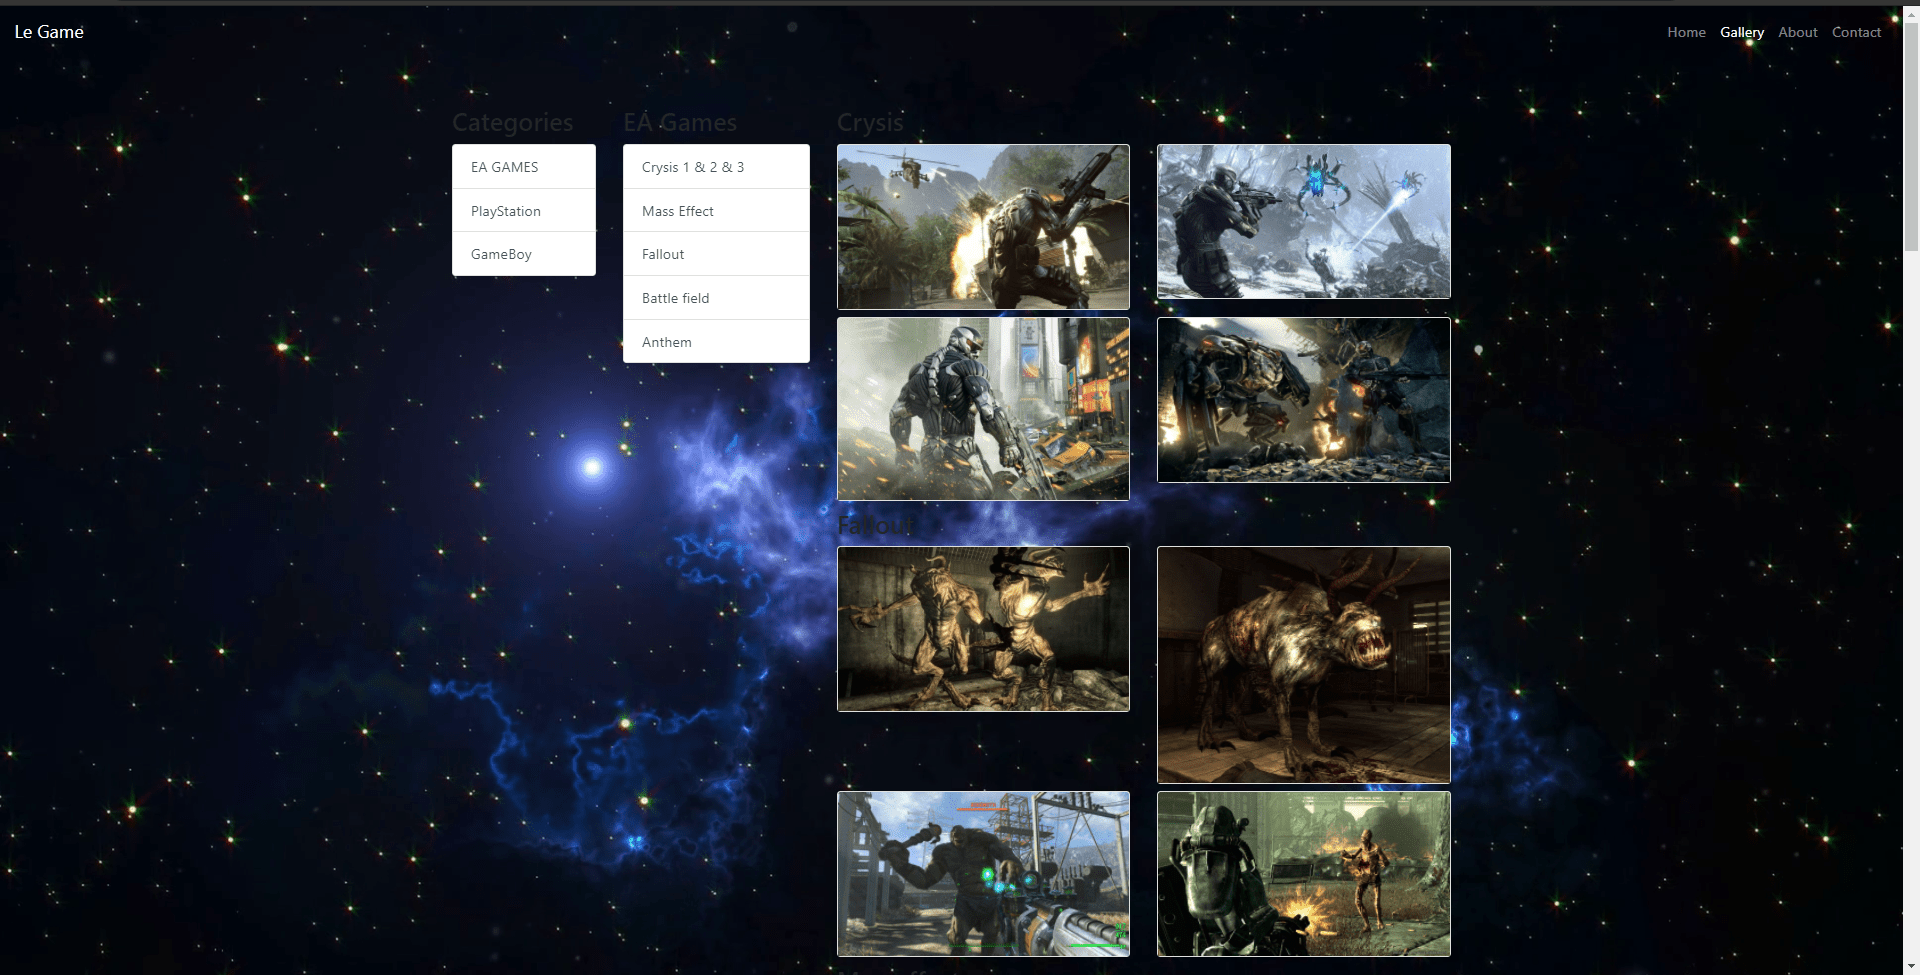 Le Game
Home Gallery About Contact
Categories
EA GAMES
PlayStation
GameBoy
EA Games
Crysis 1 & 2 & 3
Mass Effect
Fallout
Battle field
Anthem
Crysis
Fallout